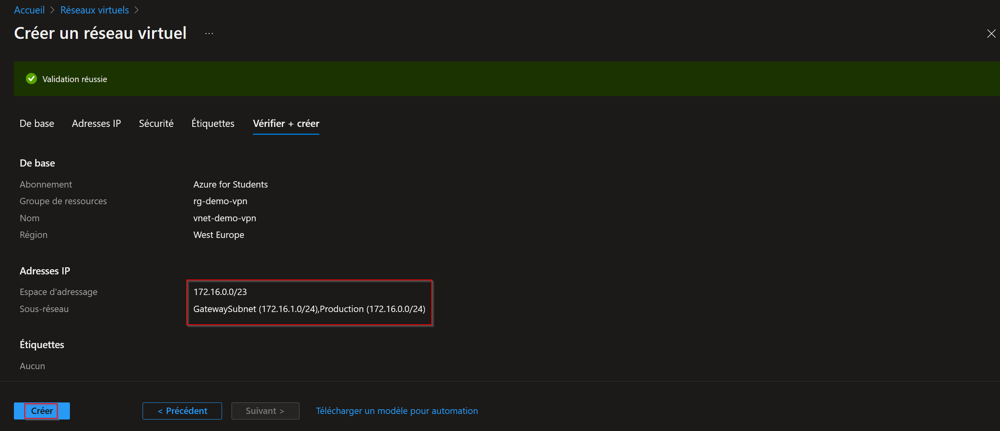 Accueil > Réseaux virtuels >
Créer un réseau virtuel ...
Validation réussie
De base Adresses IP Sécurité Étiquettes Vérifier + créer
De base
Abonnement Azure for Students
Groupe de ressources rg-demo-vpn
Nom vnet-demo-vpn
Région West Europe
Adresses IP
Espace d'adressage 172.16.0.0/23
Sous-réseau GatewaySubnet (172.16.1.0/24),Production (172.16.0.0/24)
Étiquettes
Aucun
Créer < Précédent Suivant > Télécharger un modèle pour automation